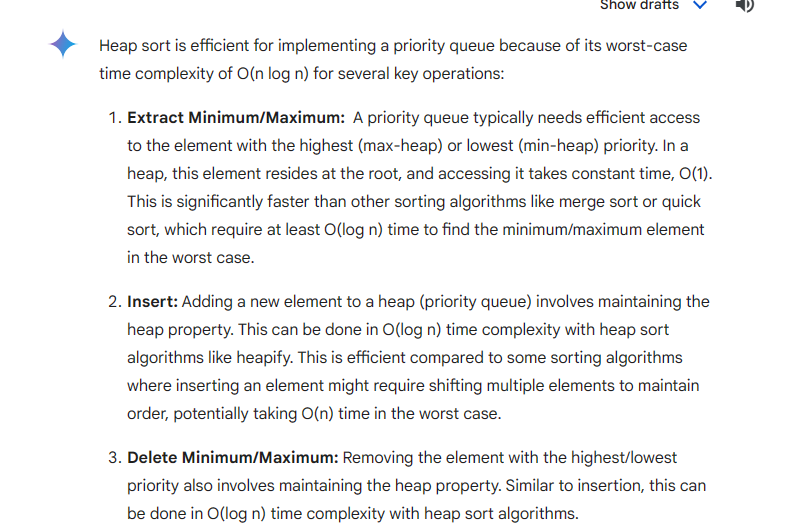 Show drafts
Heap sort is efficient for implementing a priority queue because of its worst-case
time complexity of O(n log n) for several key operations:
1. Extract Minimum/Maximum: A priority queue typically needs efficient access
to the element with the highest (max-heap) or lowest (min-heap) priority. In a
heap, this element resides at the root, and accessing it takes constant time, O(1).
This is significantly faster than other sorting algorithms like merge sort or quick
sort, which require at least O(log n) time to find the minimum/maximum element
in the worst case.
2. Insert: Adding a new element to a heap (priority queue) involves maintaining the
heap property. This can be done in O(log n) time complexity with heap sort
algorithms like heapify. This is efficient compared to some sorting algorithms
where inserting an element might require shifting multiple elements to maintain
order, potentially taking O(n) time in the worst case.
3. Delete Minimum/Maximum: Removing the element with the highest/lowest
priority also involves maintaining the heap property. Similar to insertion, this can
be done in O(log n) time complexity with heap sort algorithms.